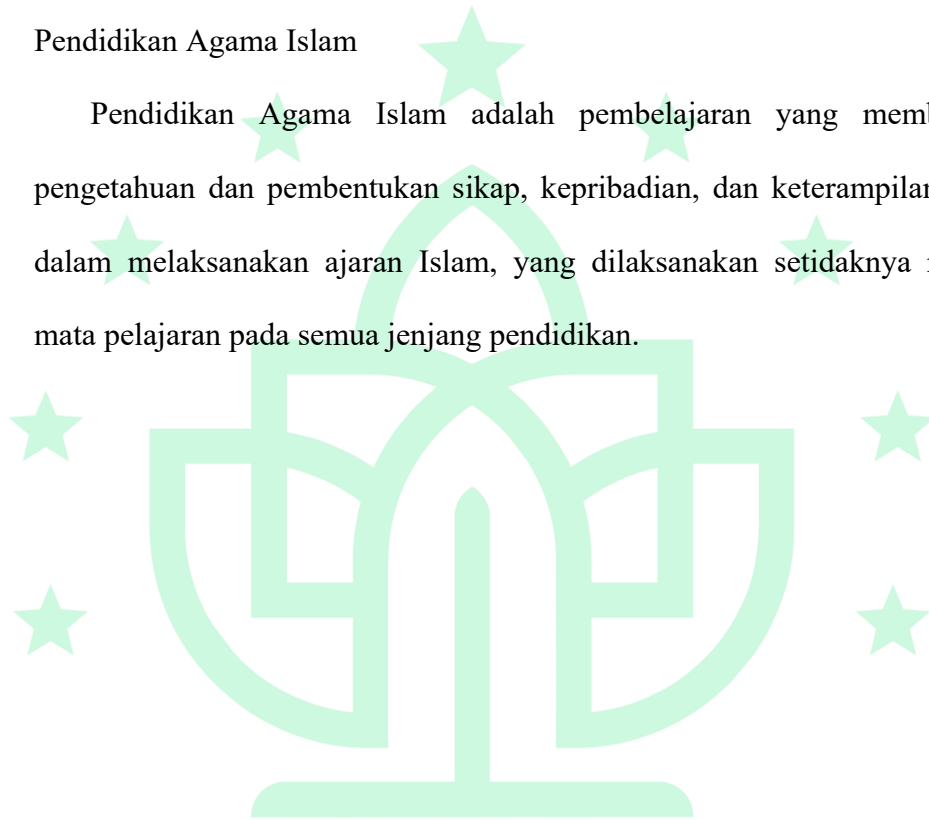 Pendidikan Agama Islam
Pendidikan Agama Islam adalah pembelajaran yang
pengetahuan dan pembentukan sikap, kepribadian, dan keterampilan
dalam melaksanakan ajaran Islam, yang dilaksanakan setidaknya
mata pelajaran pada semua jenjang pendidikan.